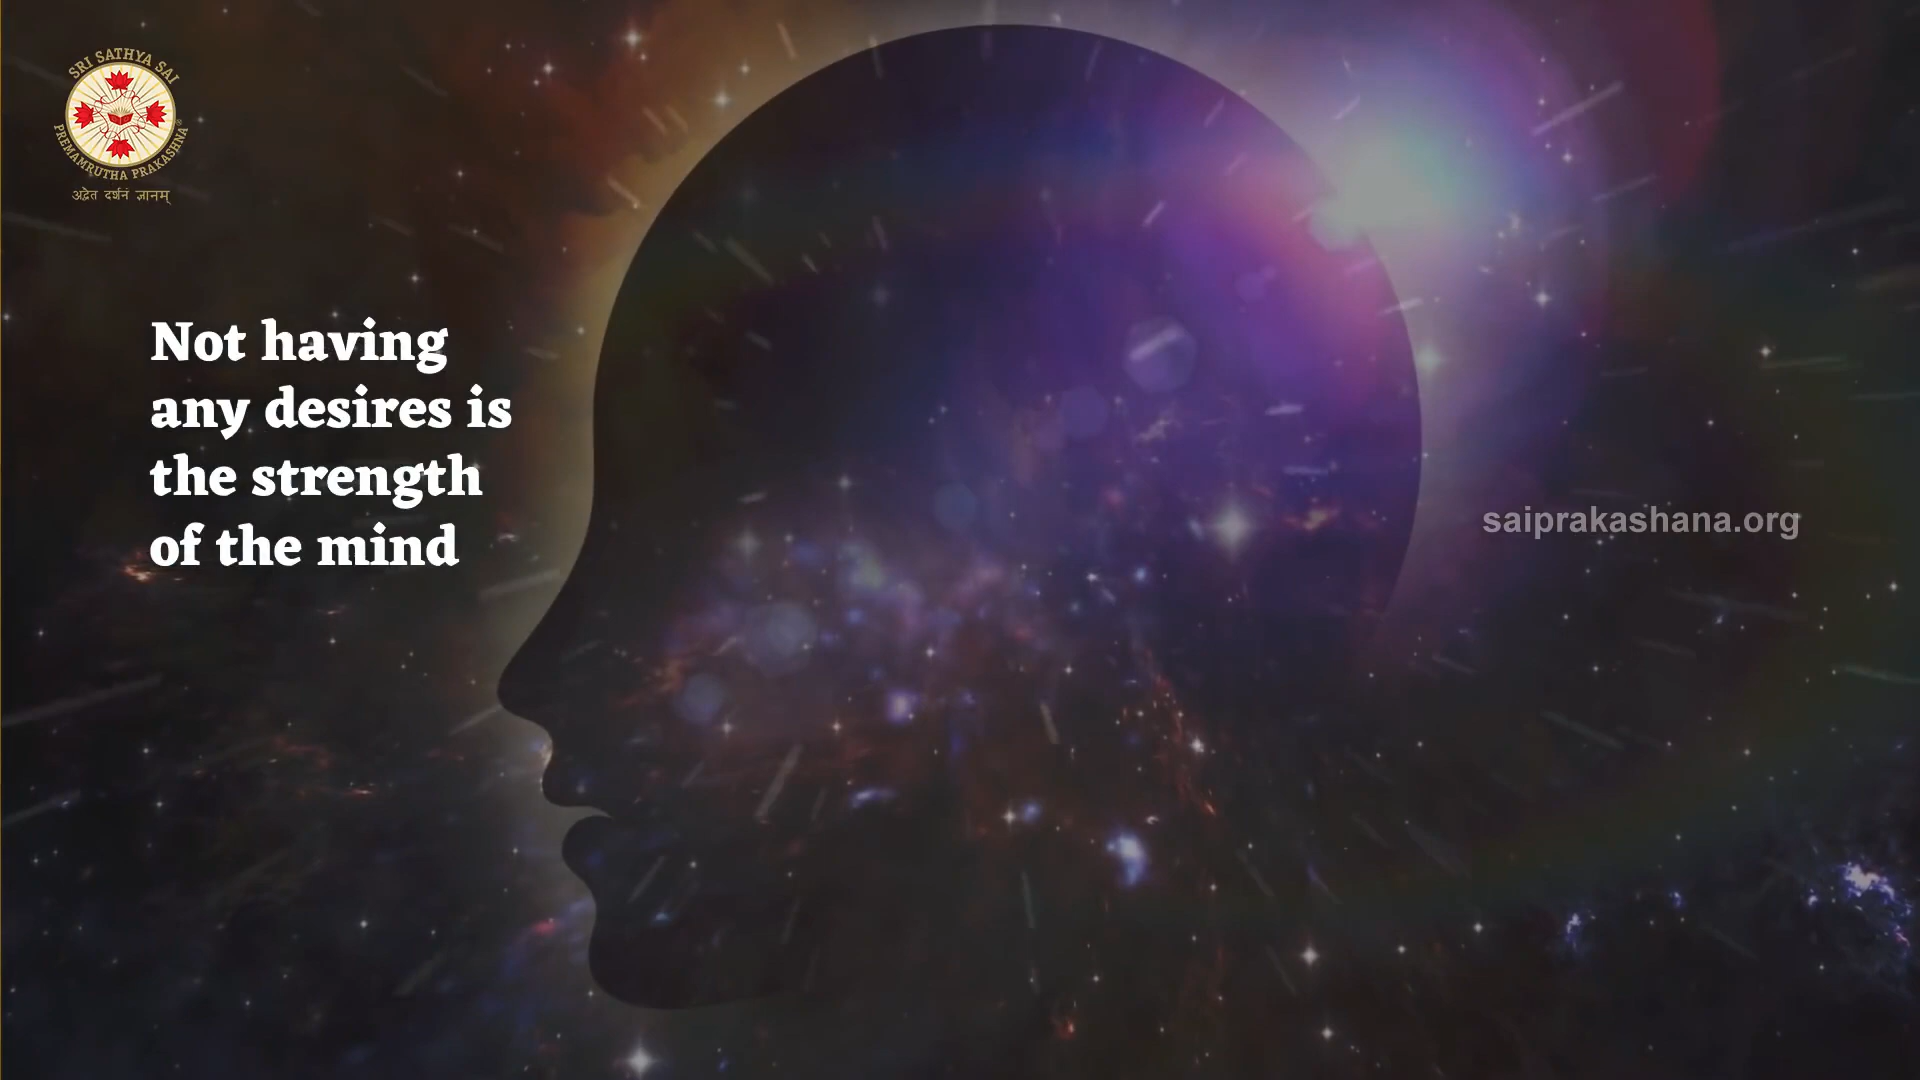 SRI SATHYA SAI
PREMAMRUTHA PRAKASHNA®
अद्वैत दर्शनं ज्ञानम्
Not having
any desires is
the strength
of the mind
saiprakashana.org